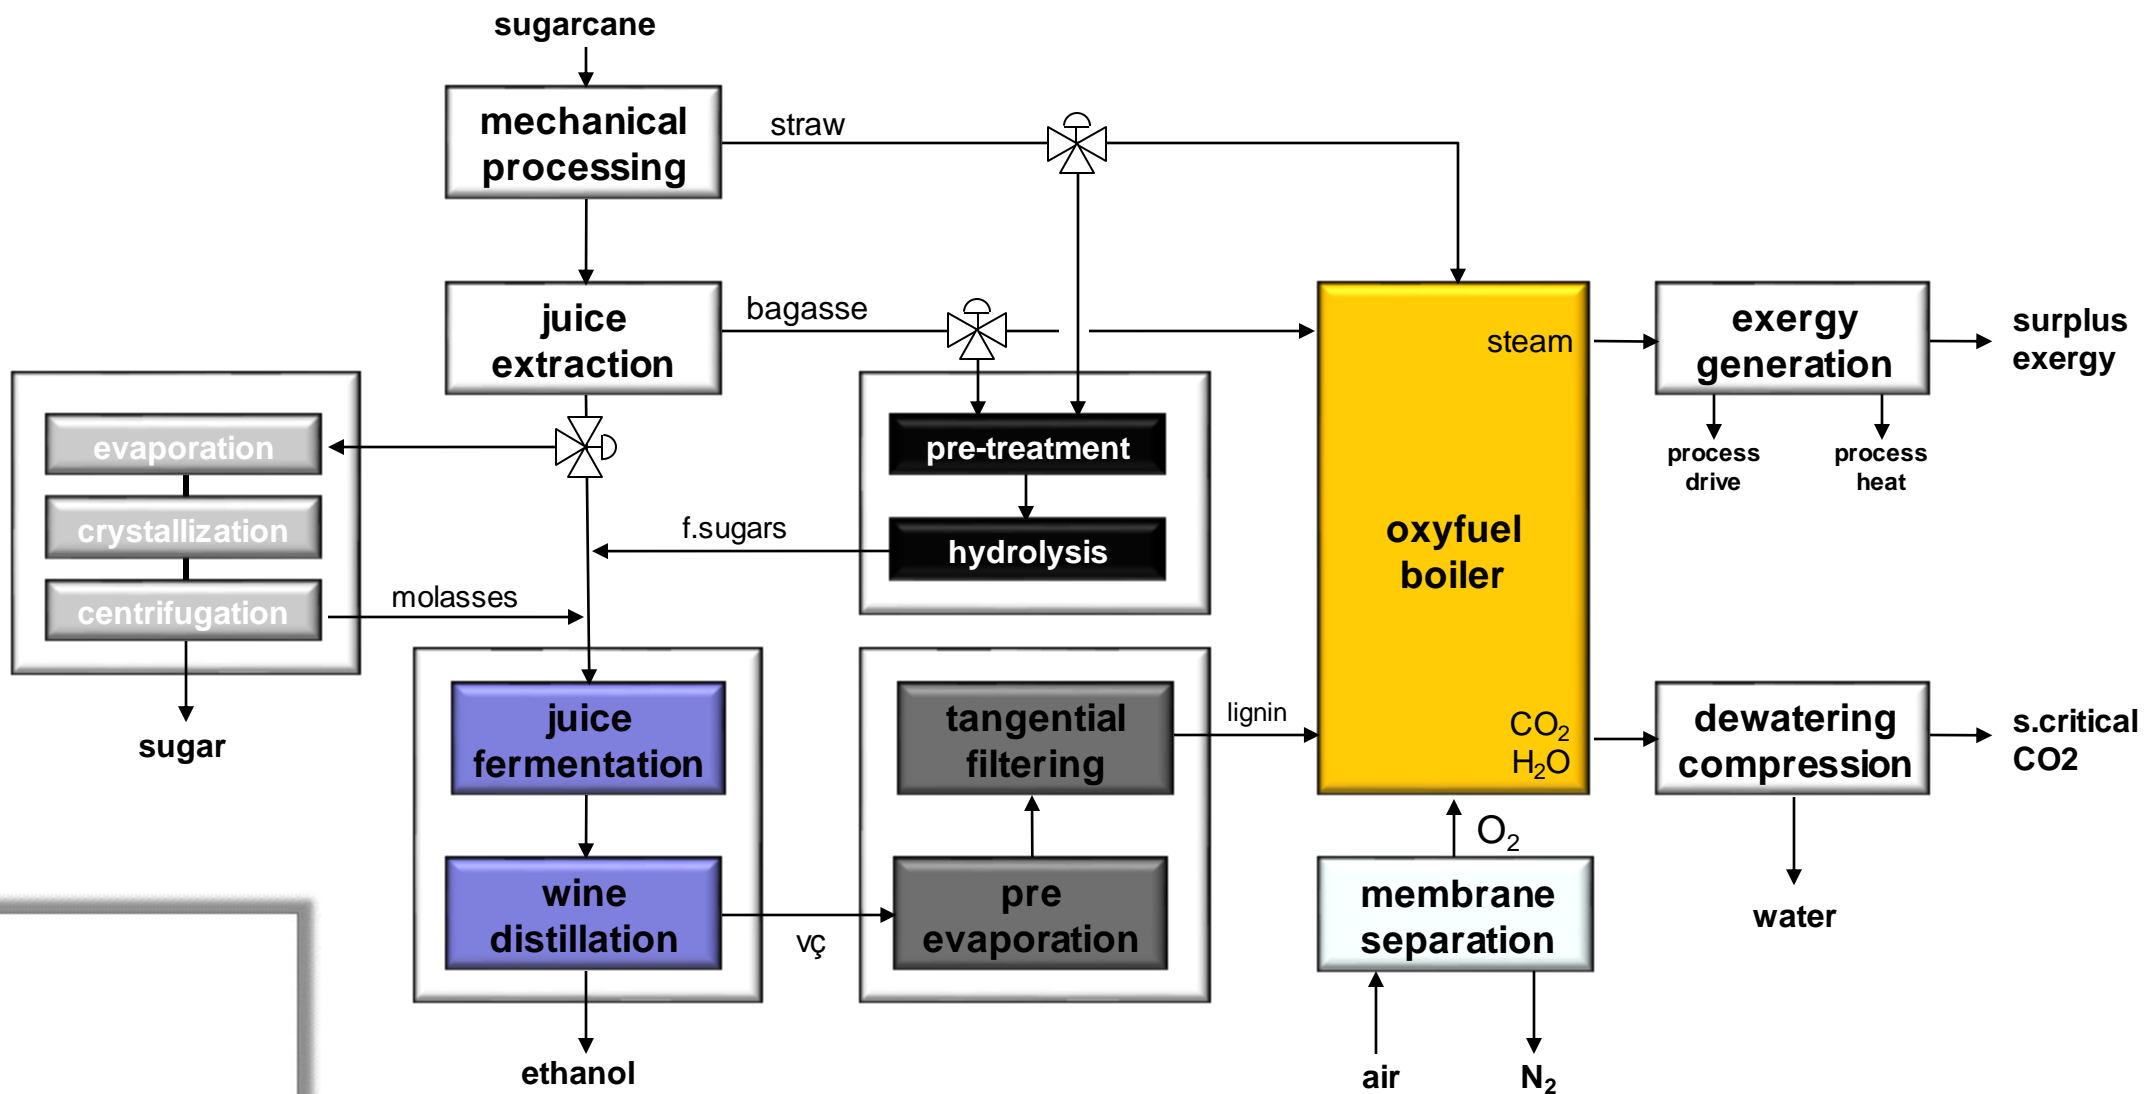 sugarcane
mechanical
processing
straw
juice
extraction
bagasse
steam
exergy
generation
surplus
exergy
process
drive
process
heat
evaporation
crystallization
centrifugation
molasses
sugar
pre-treatment
hydrolysis
f.sugars
oxyfuel
boiler
juice
fermentation
wine
distillation
ethanol
vç
tangential
filtering
pre
evaporation
lignin
CO₂
H₂O
dewatering
compression
s.critical
CO2
water
O₂
membrane
separation
air
N₂